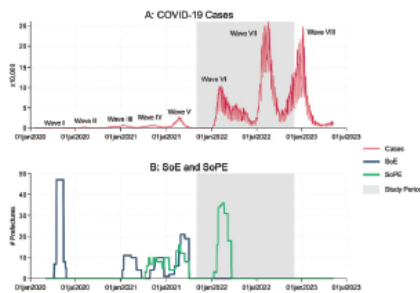 A: COVID-19 Cases
x10,000
25
20
15
10
5
0
Wave I
Wave II
Wave III
Wave IV
Wave V
Wave VI
Wave VII
Wave VIII
01jan2020
01jul2020
01jan2021
01jul2021
01jan2022
01jul2022
01jan2023
01jul2023
Cases
SoE
SoPE
Study Period
B: SoE and SoPE
# Prefectures
50
40
30
20
10
0
01jan2020
01jul2020
01jan2021
01jul2021
01jan2022
01jul2022
01jan2023
01jul2023